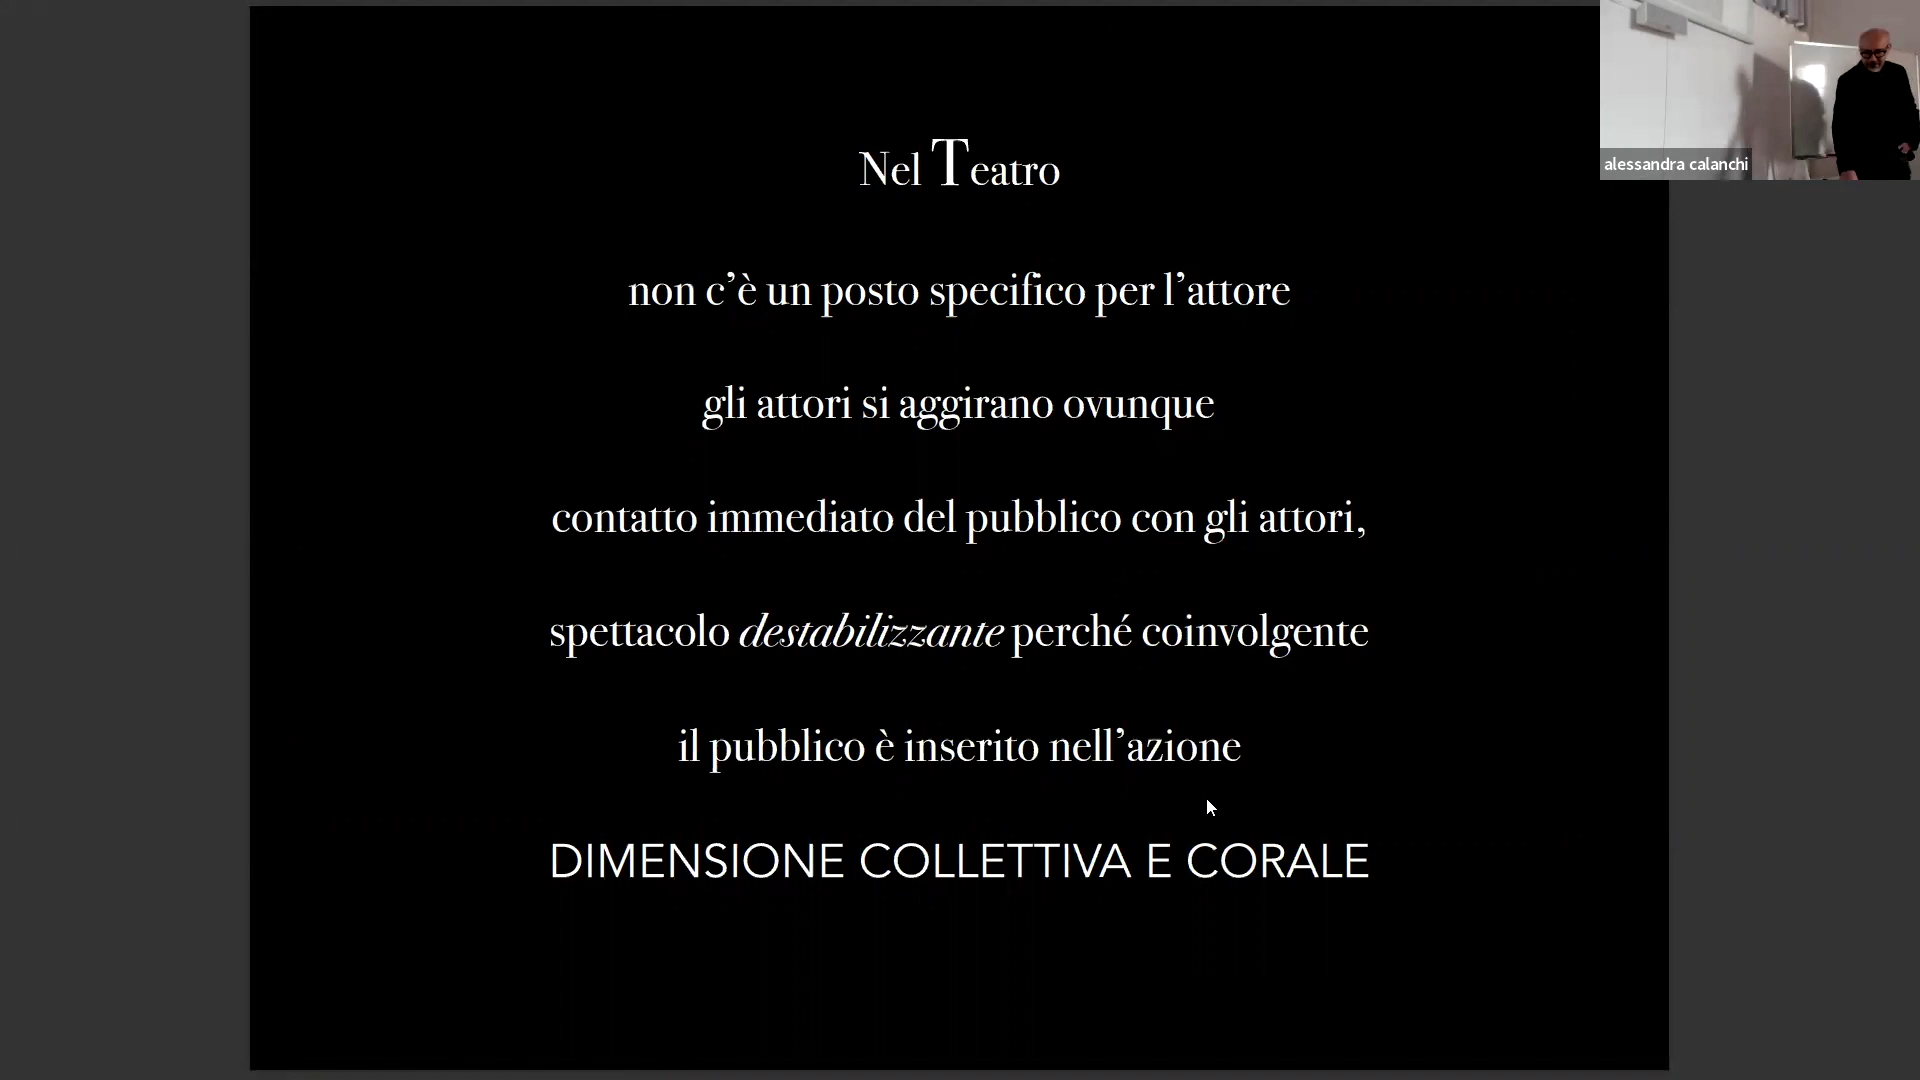 Nel Teatro
non c’è un posto specifico per l’attore
gli attori si aggirano ovunque
contatto immediato del pubblico con gli attori,
spettacolo destabilizzante perché coinvolgente
il pubblico è inserito nell’azione
DIMENSIONE COLLETTIVA E CORALE
alessandra calanchi